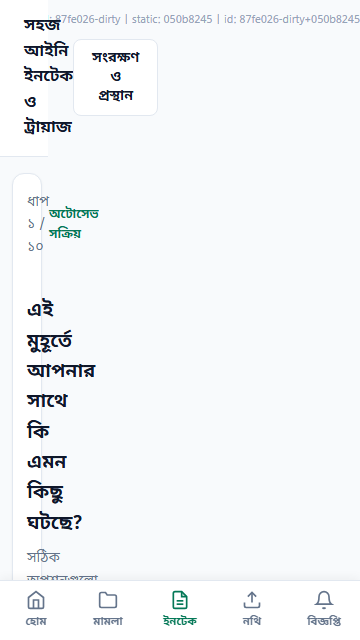 : 87fe026-dirty | static: 050b8245 | id: 87fe026-dirty+050b8245
সহজ
আইনি
ইনটেক
ও
ট্রায়াজ
সংরক্ষণ
ও
প্রস্থান
ধাপ
১ /
১০
অটোসেভ
সক্রিয়
এই
মুহূর্তে
আপনার
সাথে
কি
এমন
কিছু
ঘটছে?
সঠিক
অপশনগুলো
হোম
মামলা
ইনটেক
নথি
বিজ্ঞপ্তি